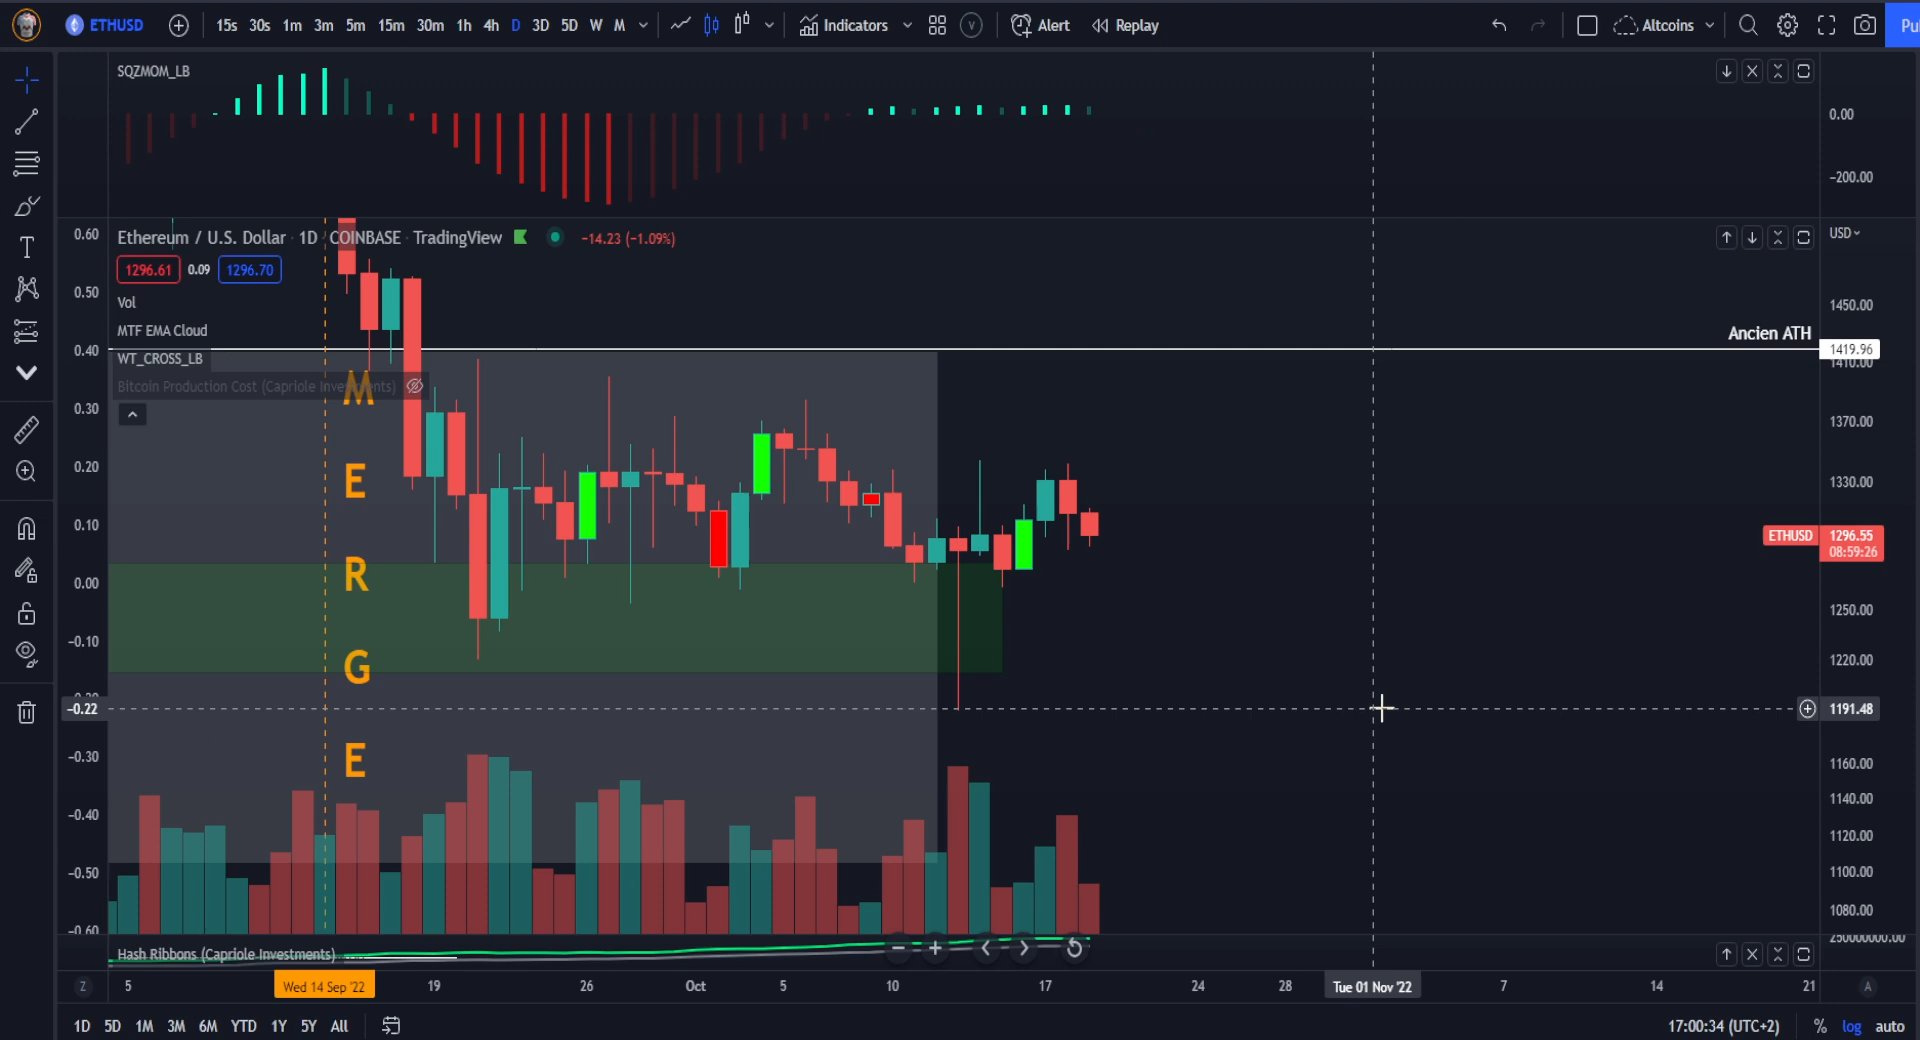 ETHUSD 15s 30s 1m 3m 5m 15m 30m 1h 4h D 3D 5D W M Indicators V Alert Replay Altcoins
SQZMOM_LB
0.00
-200.00
Ethereum / U.S. Dollar · 1D · COINBASE · TradingView -14.23 (-1.09%)
1296.61 0.09 1296.70
Vol
MTF EMA Cloud
WT_CROSS_LB
Bitcoin Production Cost (Capriole Investments)
0.60
0.50
0.40
0.30
0.20
0.10
0.00
-0.10
-0.22
-0.30
-0.40
-0.50
-0.60
M
E
R
G
E
USD
1450.00
Ancien ATH
1419.96
1410.00
1370.00
1330.00
ETHUSD 1296.55
08:59:26
1250.00
1220.00
1191.48
1160.00
1140.00
1120.00
1100.00
1080.00
250000000.00
Hash Ribbons (Capriole Investments)
Z 5 Wed 14 Sep '22 19 26 Oct 5 10 17 24 28 Tue 01 Nov '22 7 14 21 A
1D 5D 1M 3M 6M YTD 1Y 5Y All 17:00:34 (UTC+2) % log auto